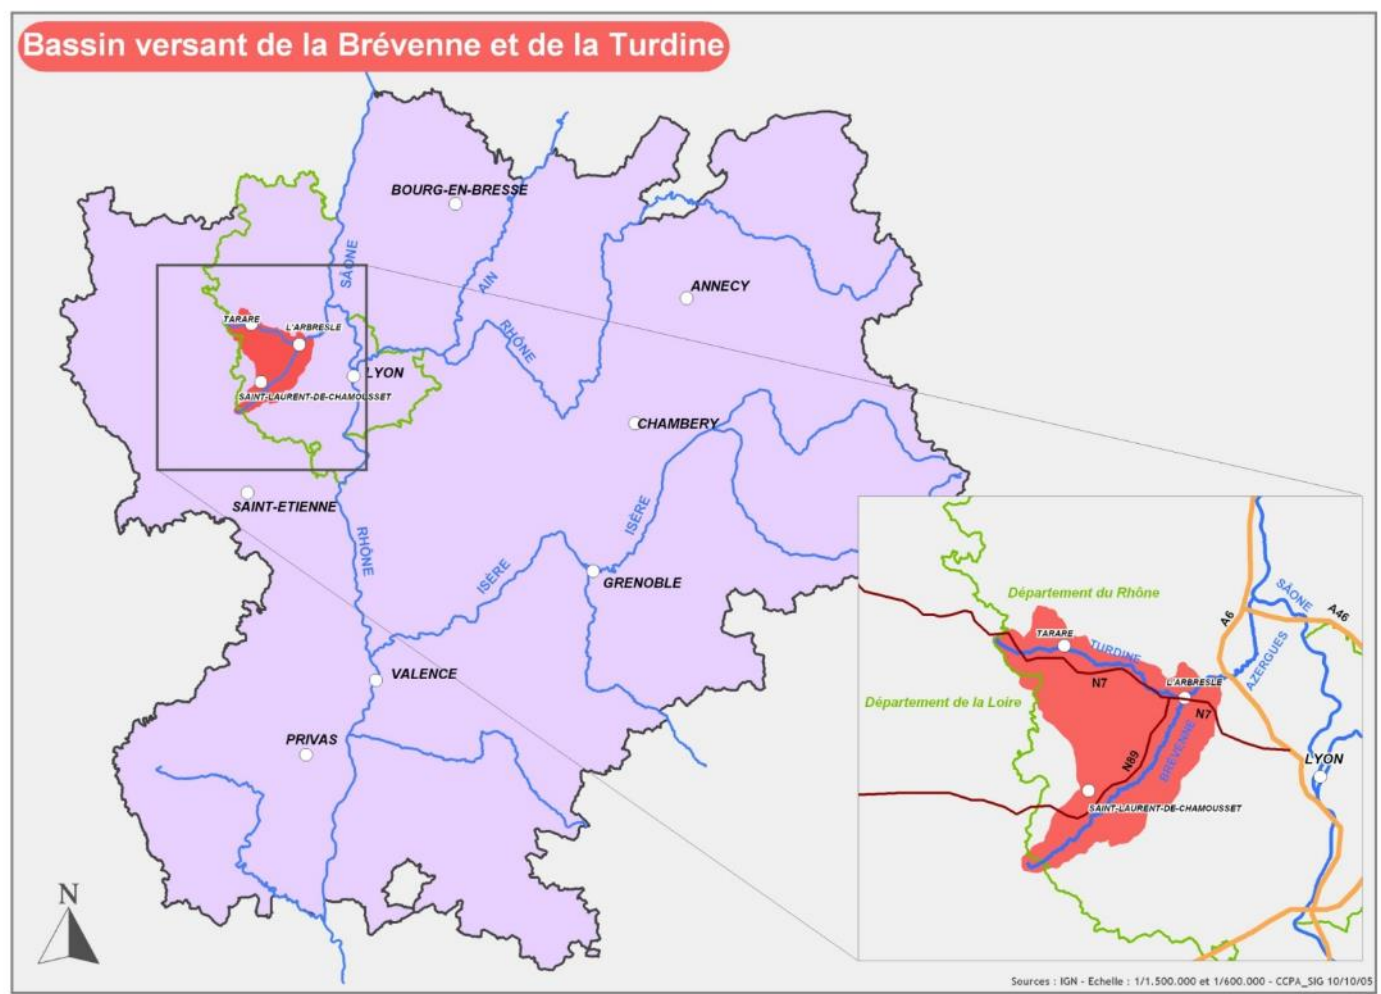 Bassin versant de la Brévenne et de la Turdine
BOURG-EN-BRESSE
SÂONE
AIN
ANNECY
RHÔNE
TARARE
L'ARBRESLE
LYON
SAINT-LAURENT-DE-CHAMOUSSET
CHAMBERY
SAINT-ETIENNE
ISÈRE
RHÔNE
ISÈRE
GRENOBLE
VALENCE
PRIVAS
N
Département du Rhône
SÂONE
A6
A46
TARARE
TURDINE
AZERGUES
L'ARBRESLE
N7
Département de la Loire
N7
BRÉVENNE
N89
LYON
SAINT-LAURENT-DE-CHAMOUSSET
Sources : IGN - Echelle : 1/1.500.000 et 1/600.000 - CCPA_SIG 10/10/05